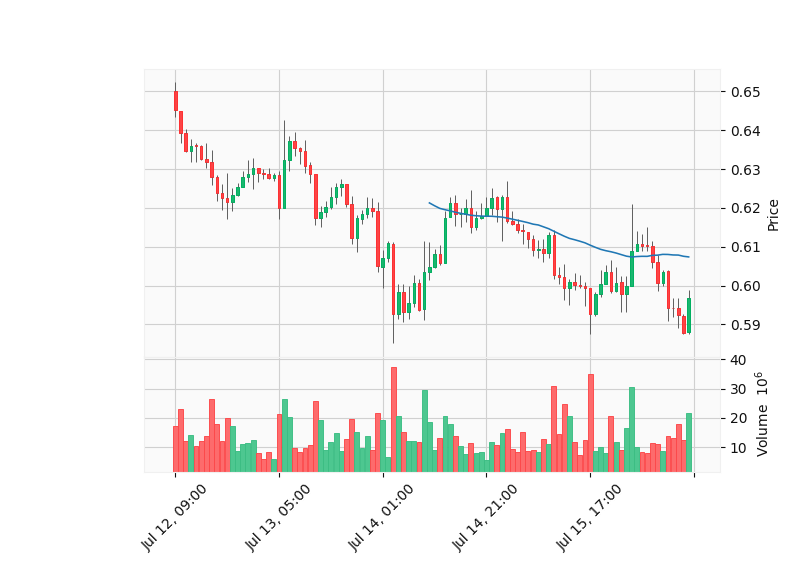 0.65
0.64
0.63
0.62
0.61
0.60
0.59
Price
40
30
20
10
Volume 10⁶
Jul 12, 09:00
Jul 13, 05:00
Jul 14, 01:00
Jul 14, 21:00
Jul 15, 17:00